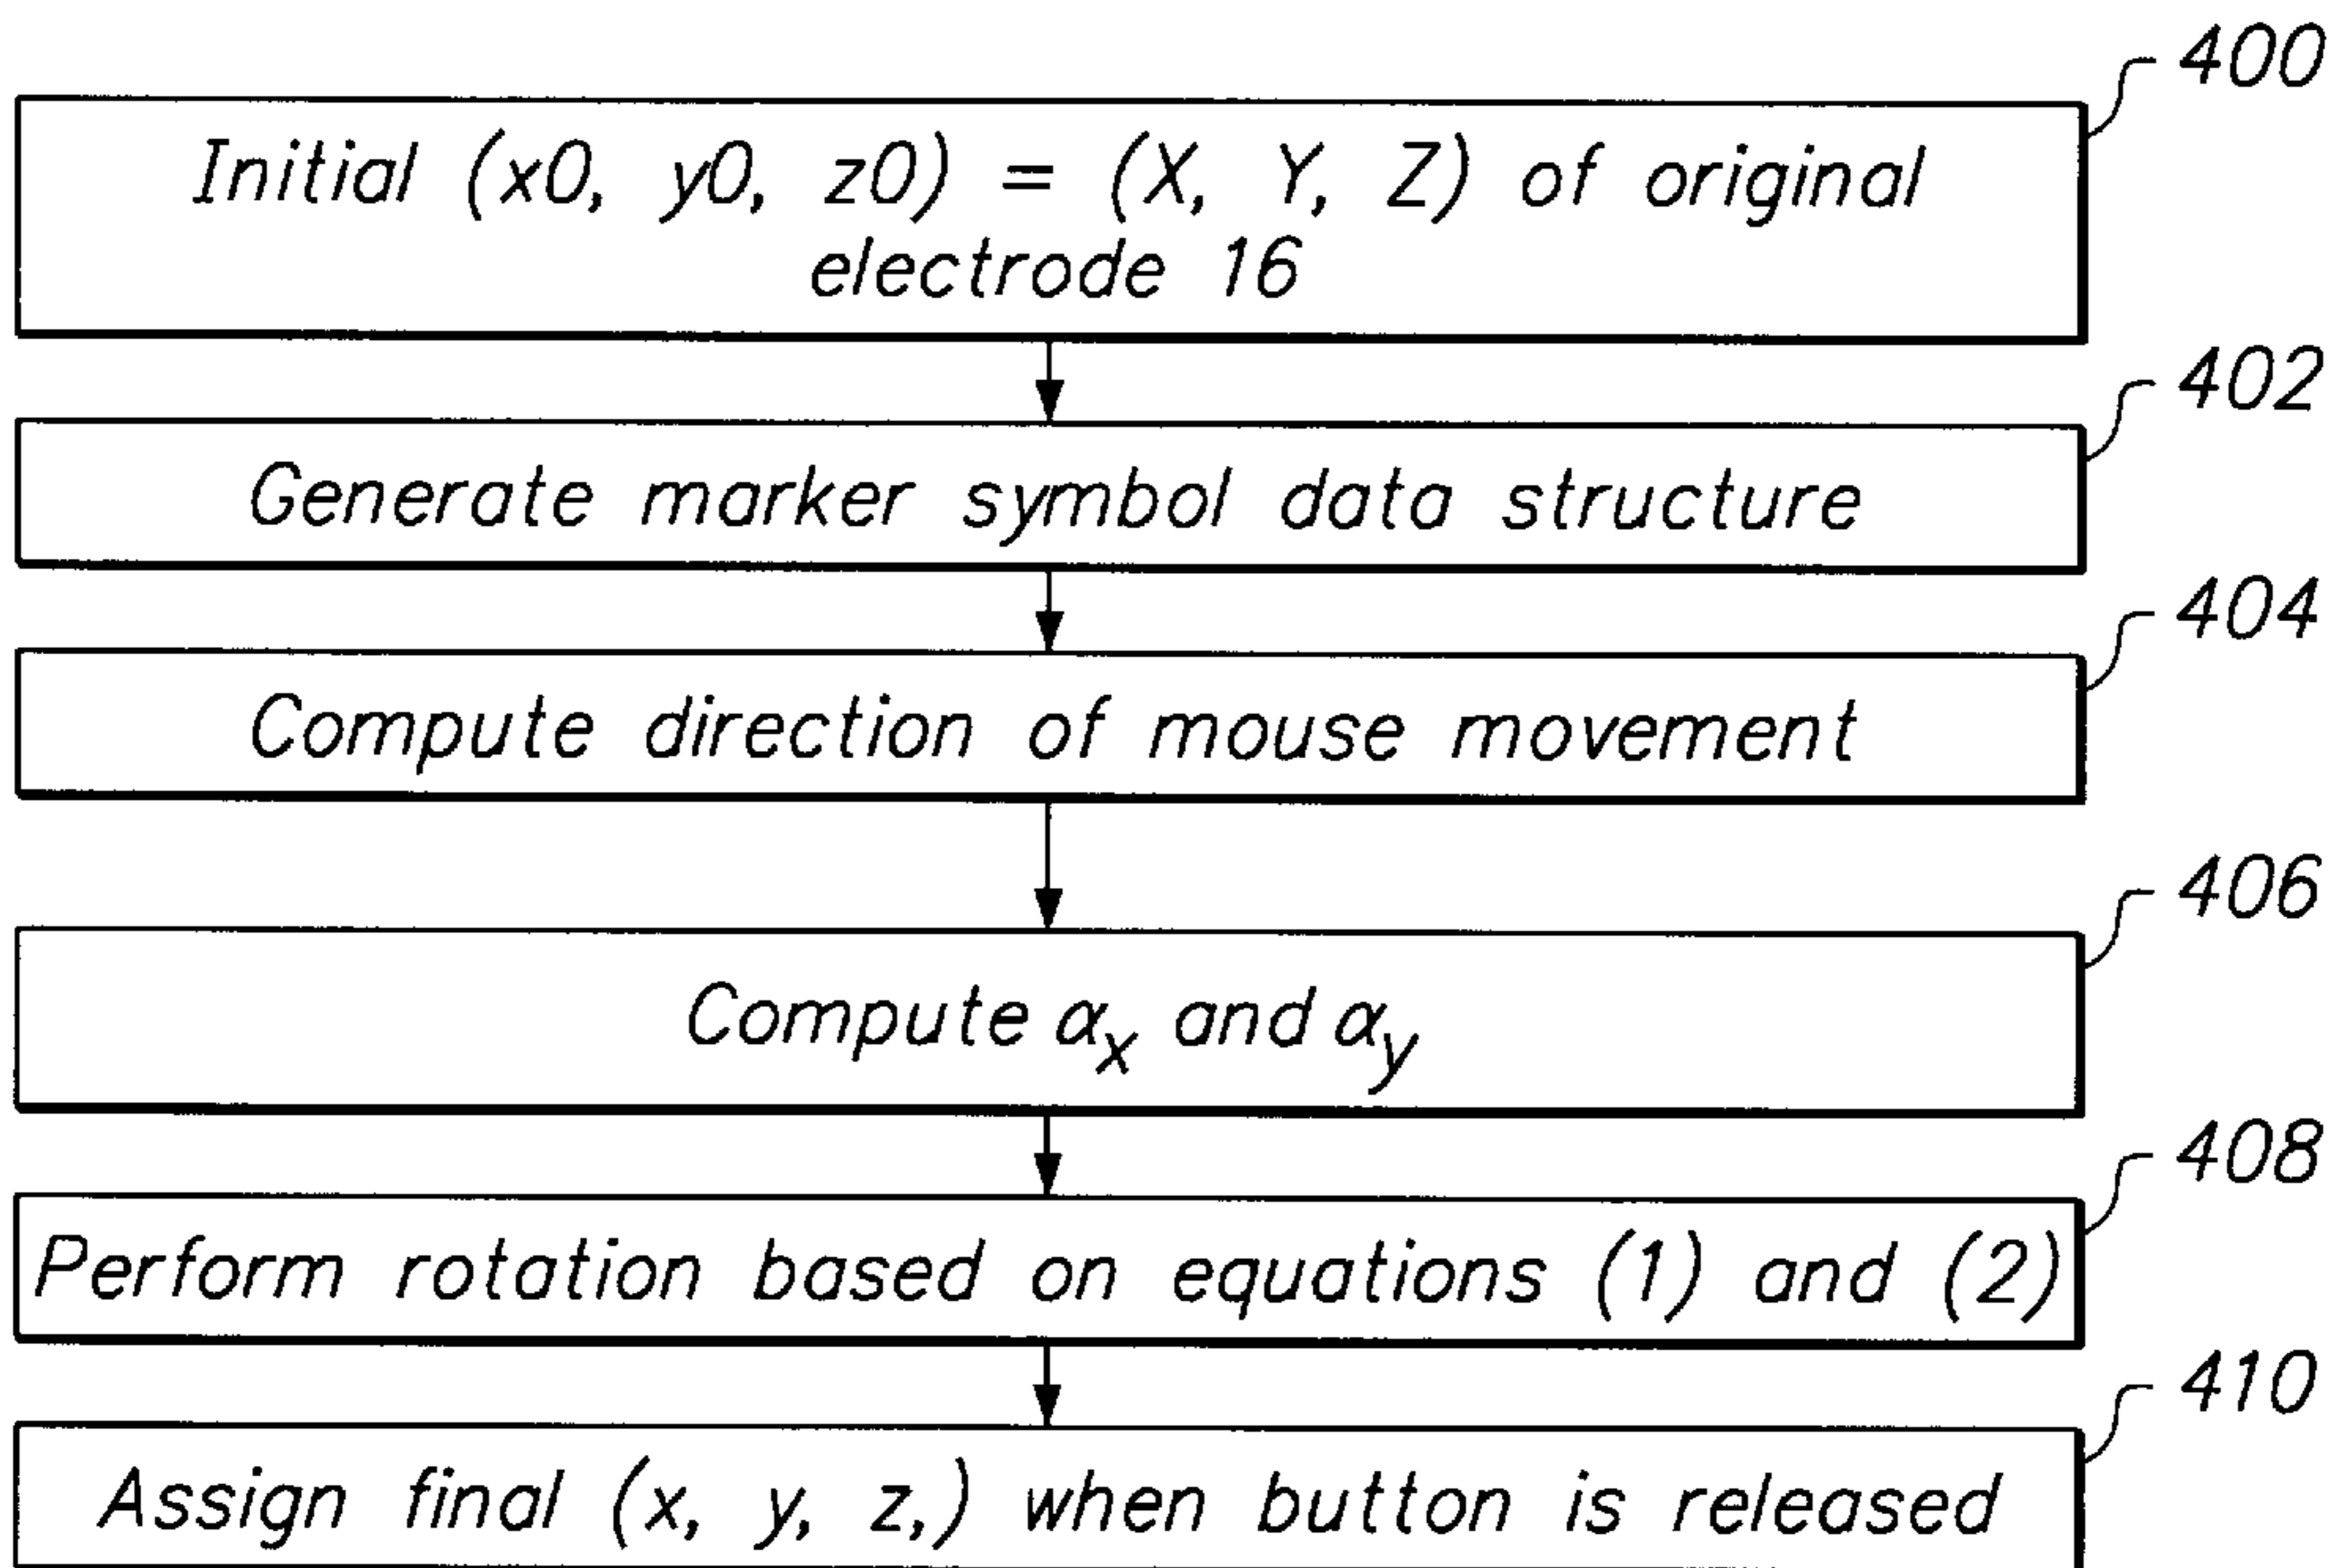 400
Initial (x0, y0, z0) = (X, Y, Z) of original
electrode 16
402
Generate marker symbol data structure
404
Compute direction of mouse movement
406
Compute αx and αy
408
Perform rotation based on equations (1) and (2)
410
Assign final (x, y, z,) when button is released